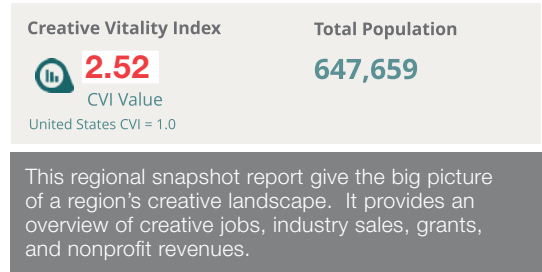 Creative Vitality Index
Total Population
2.52
647,659
CVI Value
United States CVI = 1.0
This regional snapshot report give the big picture
of a region’s creative landscape.  It provides an
overview of creative jobs, industry sales, grants,
and nonprofit revenues.